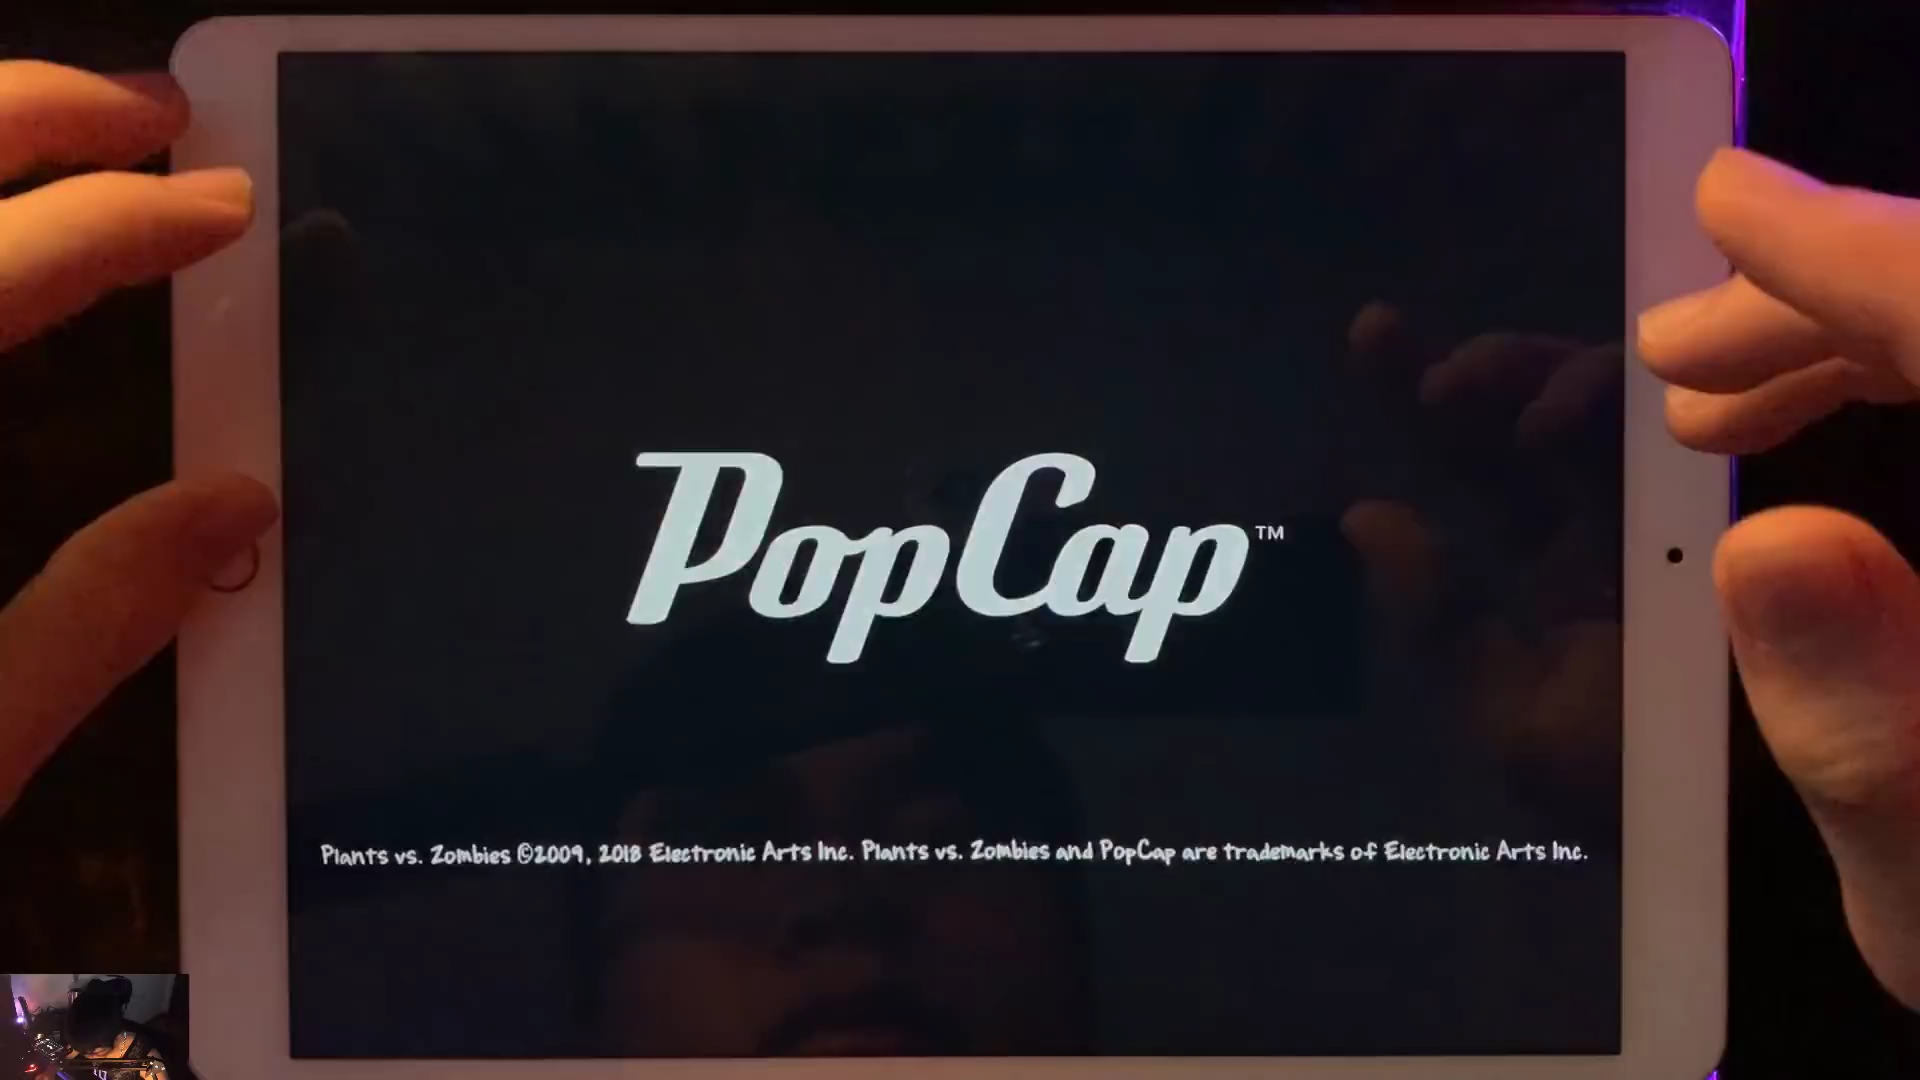 PopCap™
Plants vs. Zombies ©2009, 2018 Electronic Arts Inc. Plants vs. Zombies and PopCap are trademarks of Electronic Arts Inc.